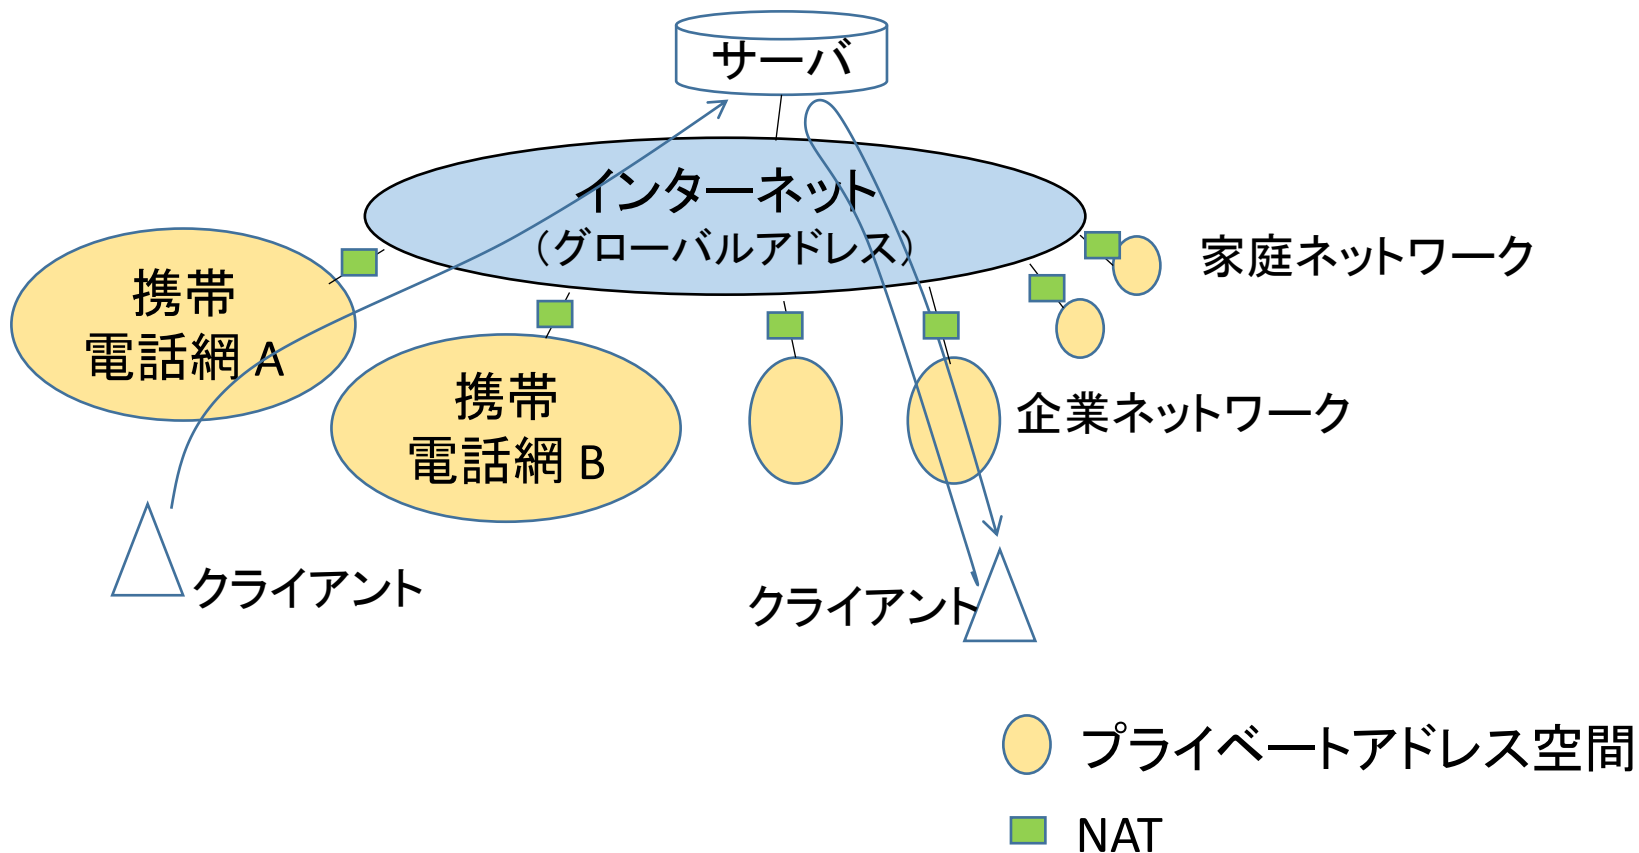 サーバ
インターネット
（グローバルアドレス）
家庭ネットワーク
携帯
電話網 A
携帯
電話網 B
企業ネットワーク
クライアント
クライアント
プライベートアドレス空間
NAT